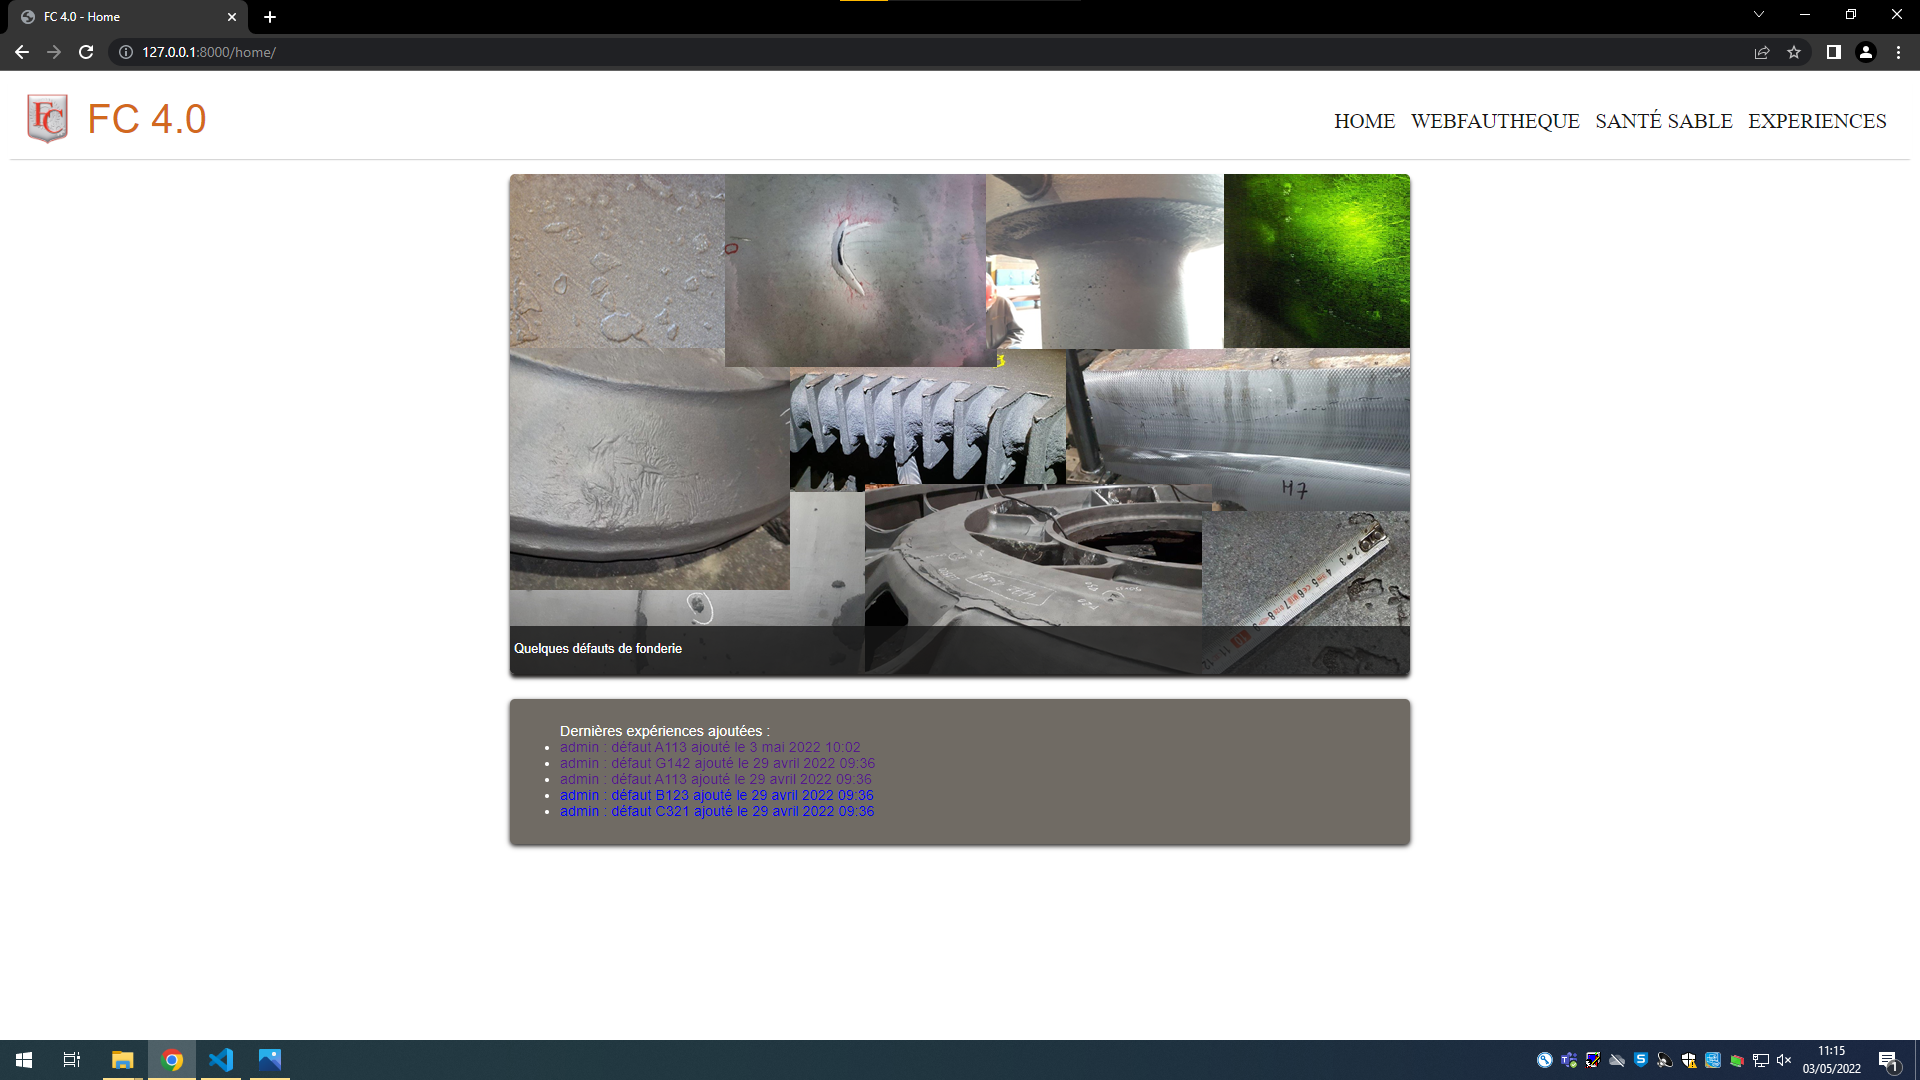 FC 4.0 - Home
127.0.0.1:8000/home/
FC
FC 4.0
HOME WEBFAUTHEQUE SANTÉ SABLE EXPERIENCES
H7
Quelques défauts de fonderie
Dernières expériences ajoutées :
admin : défaut A113 ajouté le 3 mai 2022 10:02
admin : défaut G142 ajouté le 29 avril 2022 09:36
admin : défaut A113 ajouté le 29 avril 2022 09:36
admin : défaut B123 ajouté le 29 avril 2022 09:36
admin : défaut C321 ajouté le 29 avril 2022 09:36
11:15
03/05/2022
1